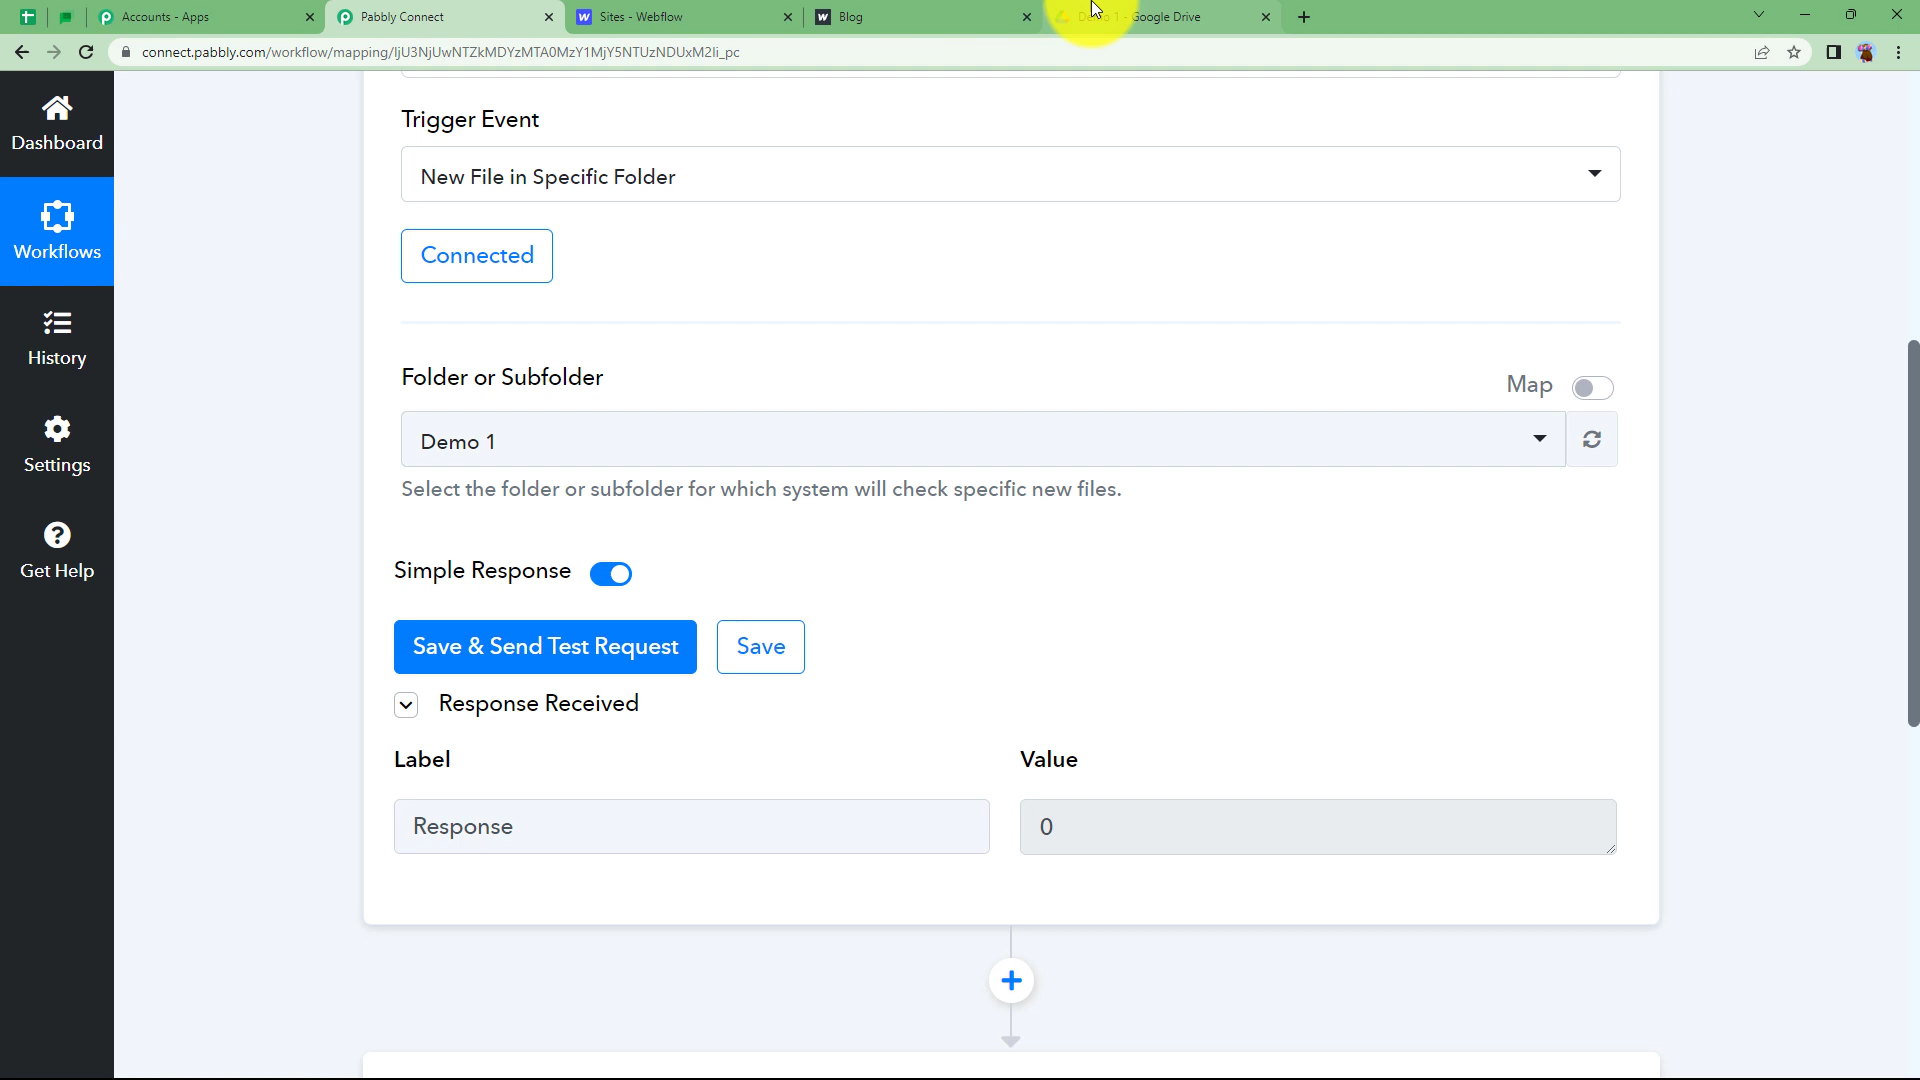 Accounts - Apps
Pabbly Connect
Sites - Webflow
Blog
1 - Google Drive
connect.pabbly.com/workflow/mapping/IjU3NjUwNTZkMDYzMTA0MzY1MjY5NTUzNDUxM2Ii_pc
Dashboard
Workflows
History
Settings
Get Help
Trigger Event
New File in Specific Folder
Connected
Folder or Subfolder
Map
Demo 1
Select the folder or subfolder for which system will check specific new files.
Simple Response
Save & Send Test Request
Save
Response Received
Label
Value
Response
0